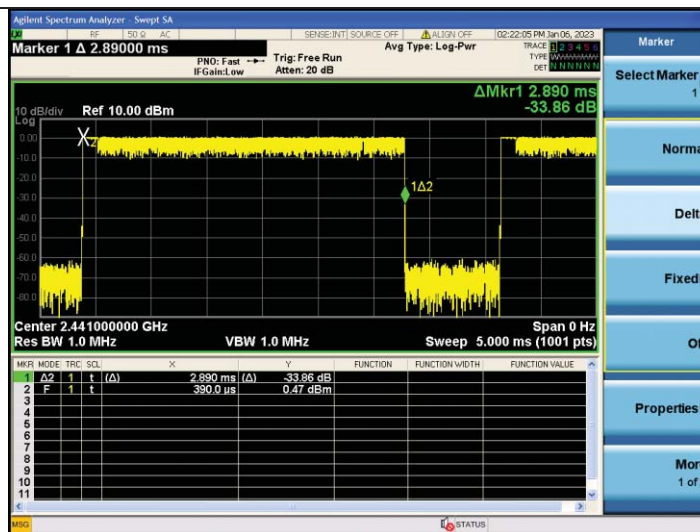 Agilent Spectrum Analyzer - Swept SA
RF 50 Ω AC SENSE:INT SOURCE OFF ALIGN OFF 02:22:05 PM Jan 06, 2023
Marker 1 Δ 2.89000 ms
PNO: Fast
IFGain:Low
Trig: Free Run
Atten: 20 dB
Avg Type: Log-Pwr
TRACE 1 2 3 4 5 6
TYPE
DET N N N N N N
ΔMkr1 2.890 ms
-33.86 dB
10 dB/div Ref 10.00 dBm
Log
0.00
-10.0
-20.0
-30.0
-40.0
-50.0
-60.0
-70.0
-80.0
X2
1Δ2
Center 2.441000000 GHz Span 0 Hz
Res BW 1.0 MHz VBW 1.0 MHz Sweep 5.000 ms (1001 pts)
MKR MODE TRC SCL X Y FUNCTION FUNCTION WIDTH FUNCTION VALUE
1 Δ2 1 t (Δ) 2.890 ms (Δ) -33.86 dB
2 F 1 t 390.0 µs 0.47 dBm
3
4
5
6
7
8
9
10
11
MSG STATUS
Marker
Select Marker
1
Norma
Delt
Fixed
Of
Properties
Mor
1 of